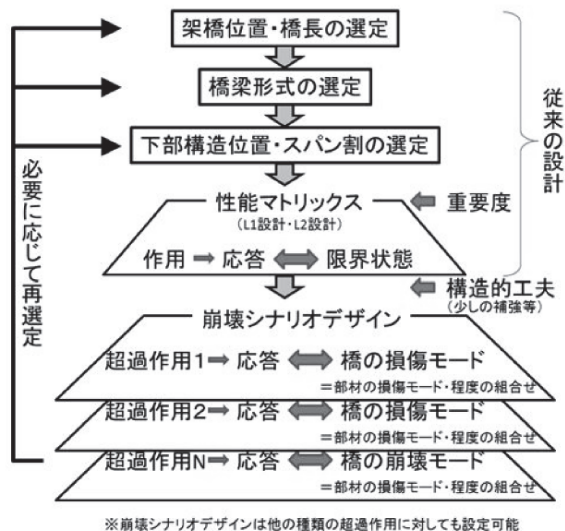 架橋位置・橋長の選定
橋梁形式の選定
下部構造位置・スパン割の選定
従来の設計
必要に応じて再選定
性能マトリックス
(L1設計・L2設計)
重要度
作用 応答 限界状態
構造的工夫
(少しの補強等)
崩壊シナリオデザイン
超過作用1 応答 橋の損傷モード
=部材の損傷モード・程度の組合せ
超過作用2 応答 橋の損傷モード
=部材の損傷モード・程度の組合せ
超過作用N 応答 橋の崩壊モード
=部材の損傷モード・程度の組合せ
※崩壊シナリオデザインは他の種類の超過作用に対しても設定可能